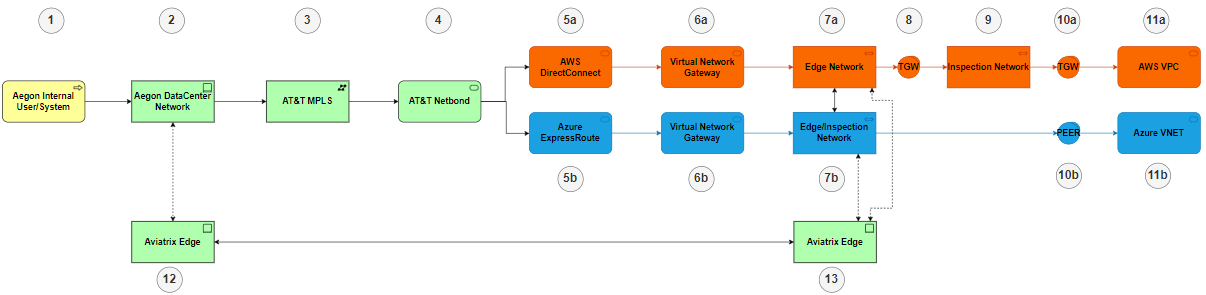 1
2
3
4
5a
6a
7a
8
9
10a
11a
Aegon Internal
User/System
Aegon DataCenter
Network
AT&T MPLS
AT&T Netbond
AWS
DirectConnect
Virtual Network
Gateway
Edge Network
TGW
Inspection Network
TGW
AWS VPC
Azure
ExpressRoute
Virtual Network
Gateway
Edge/Inspection
Network
PEER
Azure VNET
5b
6b
7b
10b
11b
Aviatrix Edge
Aviatrix Edge
12
13